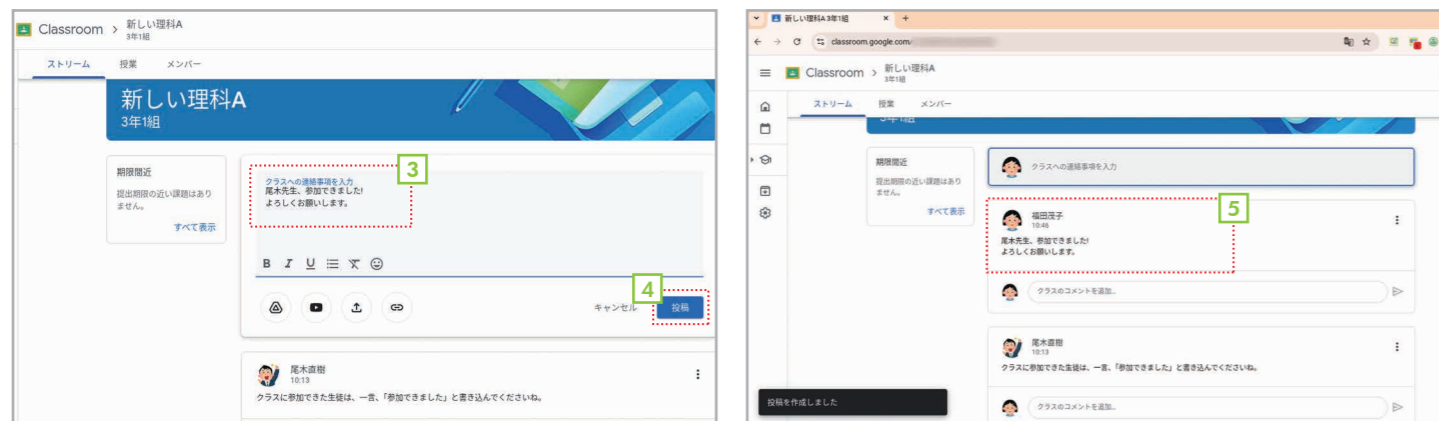 Classroom > 新しい理科A
3年1組
ストリーム 授業 メンバー
新しい理科A
3年1組
期限間近
提出期限の近い課題はあり
ません。
すべて表示
3
クラスへの連絡事項を入力
尾木先生、参加できました!
よろしくお願いします。
B I U
4
キャンセル 投稿
尾木直樹
10:13
クラスに参加できた生徒は、一言、「参加できました」と書き込んでくださいね。
新しい理科A 3年1組 × +
classroom.google.com/
Classroom > 新しい理科A
3年1組
ストリーム 授業 メンバー
3年1組
期限間近
提出期限の近い課題はあり
ません。
すべて表示
クラスへの連絡事項を入力
5
福田茂子
10:46
尾木先生、参加できました!
よろしくお願いします。
クラスのコメントを追加…
尾木直樹
10:13
クラスに参加できた生徒は、一言、「参加できました」と書き込んでくださいね。
クラスのコメントを追加…
投稿を作成しました